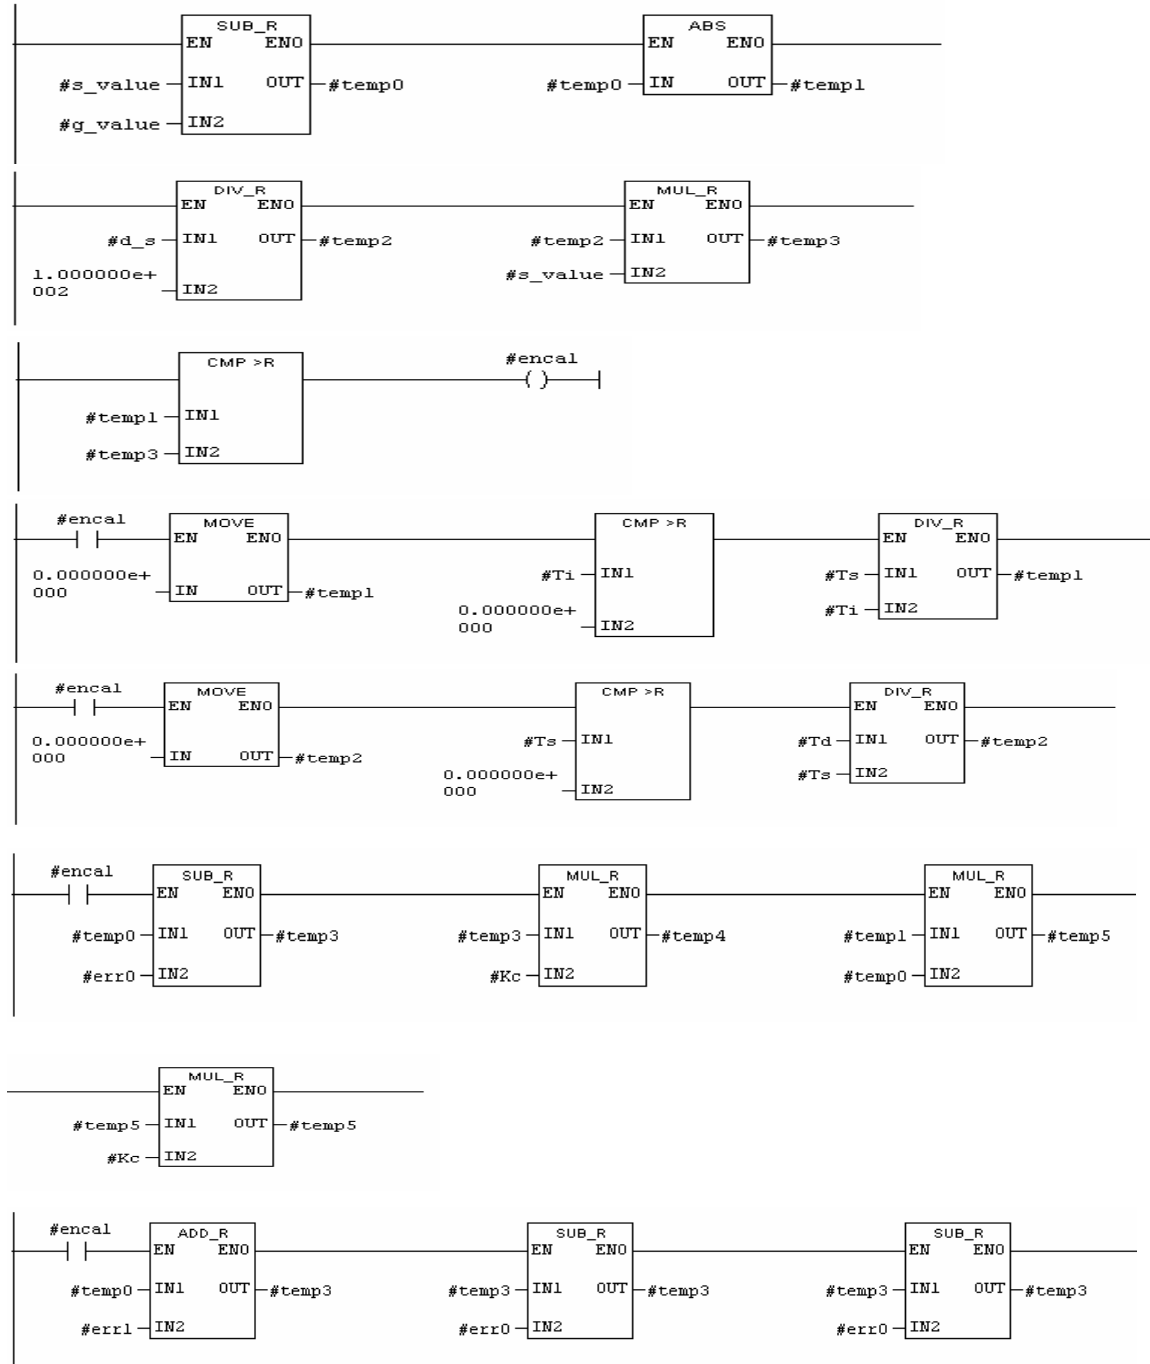 SUB_R ABS
EN ENO EN ENO
#s_value IN1 OUT #temp0 #temp0 IN OUT #temp1
#g_value IN2
DIV_R MUL_R
EN ENO EN ENO
#d_s IN1 OUT #temp2 #temp2 IN1 OUT #temp3
1.000000e+ #s_value IN2
002 IN2
CMP >R #encal
( )
#temp1 IN1
#temp3 IN2
#encal MOVE CMP >R DIV_R
EN ENO EN ENO
0.000000e+ #Ti IN1 #Ts IN1 OUT #temp1
000 IN OUT #temp1 0.000000e+ #Ti IN2
000 IN2
#encal MOVE CMP >R DIV_R
EN ENO EN ENO
0.000000e+ #Ts IN1 #Td IN1 OUT #temp2
000 IN OUT #temp2 0.000000e+ #Ts IN2
000 IN2
#encal SUB_R MUL_R MUL_R
EN ENO EN ENO EN ENO
#temp0 IN1 OUT #temp3 #temp3 IN1 OUT #temp4 #temp1 IN1 OUT #temp5
#err0 IN2 #Kc IN2 #temp0 IN2
MUL_R
EN ENO
#temp5 IN1 OUT #temp5
#Kc IN2
#encal ADD_R SUB_R SUB_R
EN ENO EN ENO EN ENO
#temp0 IN1 OUT #temp3 #temp3 IN1 OUT #temp3 #temp3 IN1 OUT #temp3
#err1 IN2 #err0 IN2 #err0 IN2